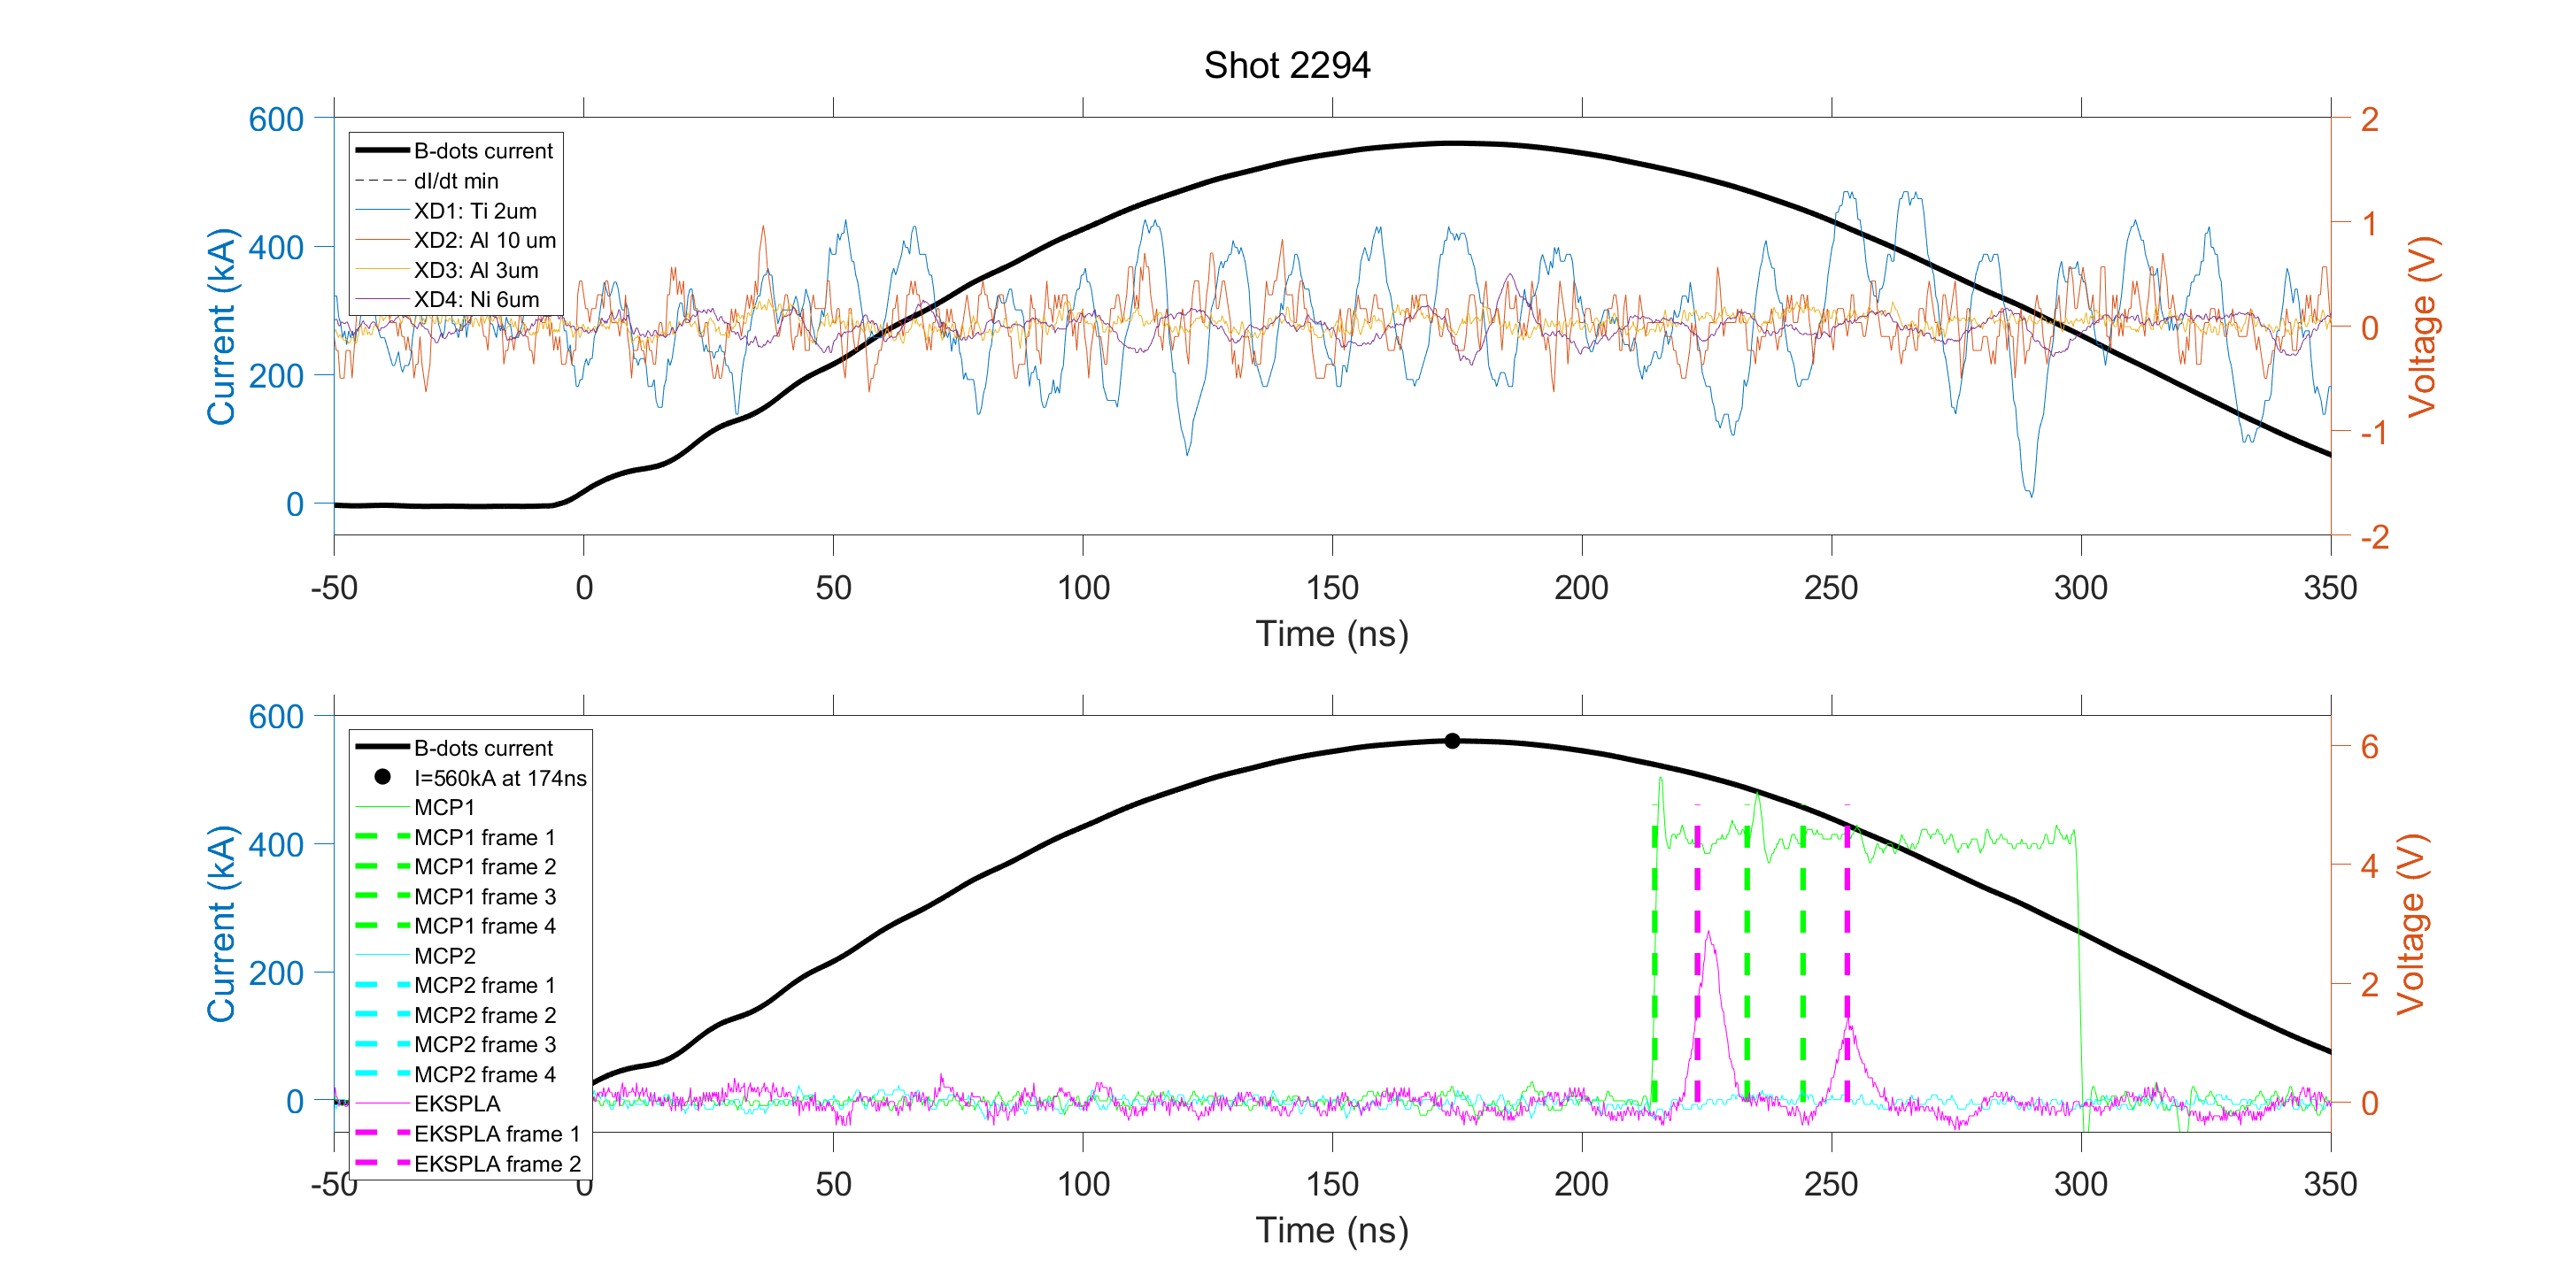 Shot 2294
600
400
200
0
Current (kA)
B-dots current
dI/dt min
XD1: Ti 2um
XD2: Al 10 um
XD3: Al 3um
XD4: Ni 6um
2
1
0
-1
-2
Voltage (V)
-50 0 50 100 150 200 250 300 350
Time (ns)
600
400
200
0
Current (kA)
B-dots current
I=560kA at 174ns
MCP1
MCP1 frame 1
MCP1 frame 2
MCP1 frame 3
MCP1 frame 4
MCP2
MCP2 frame 1
MCP2 frame 2
MCP2 frame 3
MCP2 frame 4
EKSPLA
EKSPLA frame 1
EKSPLA frame 2
6
4
2
0
Voltage (V)
-50 0 50 100 150 200 250 300 350
Time (ns)